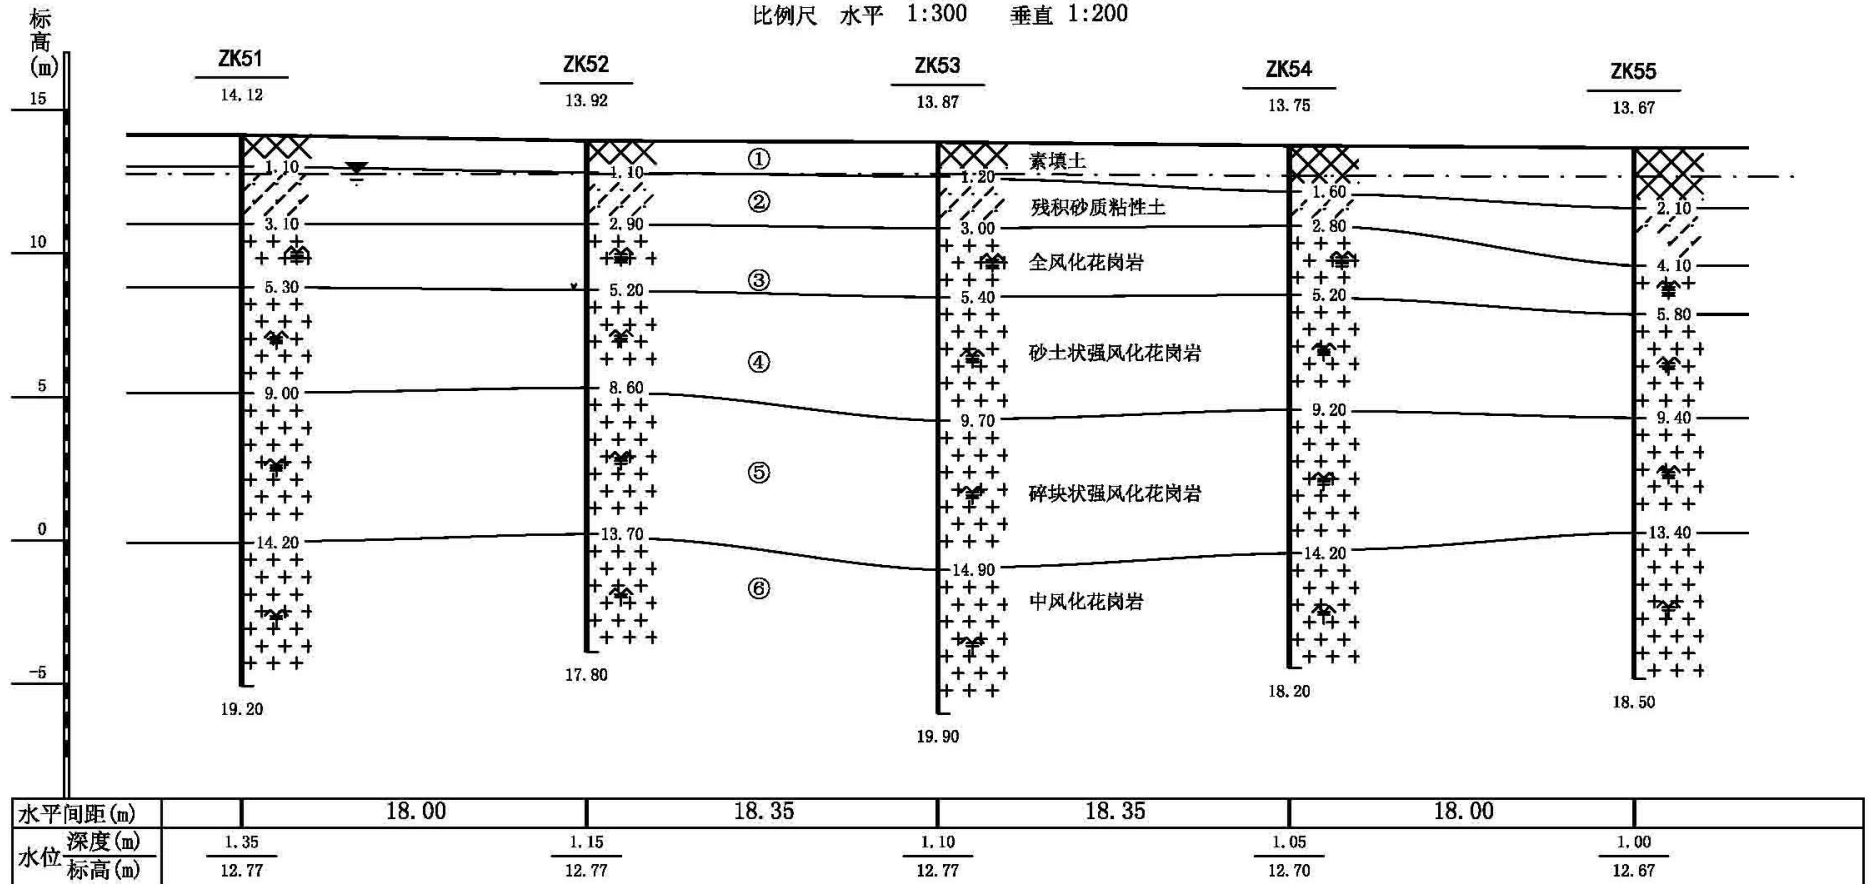 比例尺 水平 1:300 垂直 1:200
标高(m)
ZK51 ZK52 ZK53 ZK54 ZK55
14.12 13.92 13.87 13.75 13.67
15
① 素填土
1.10 1.10 1.20 1.60 2.10
② 残积砂质粘性土
3.10 2.90 3.00 2.80 4.10
10
③ 全风化花岗岩
5.30 5.20 5.40 5.20 5.80
④ 砂土状强风化花岗岩
5
9.00 8.60 9.70 9.20 9.40
⑤ 碎块状强风化花岗岩
0
14.20 13.70 14.90 14.20 13.40
⑥ 中风化花岗岩
-5
19.20 17.80 19.90 18.20 18.50
水平间距(m) 18.00 18.35 18.35 18.00
水位 深度(m) 1.35 1.15 1.10 1.05 1.00
标高(m) 12.77 12.77 12.77 12.70 12.67